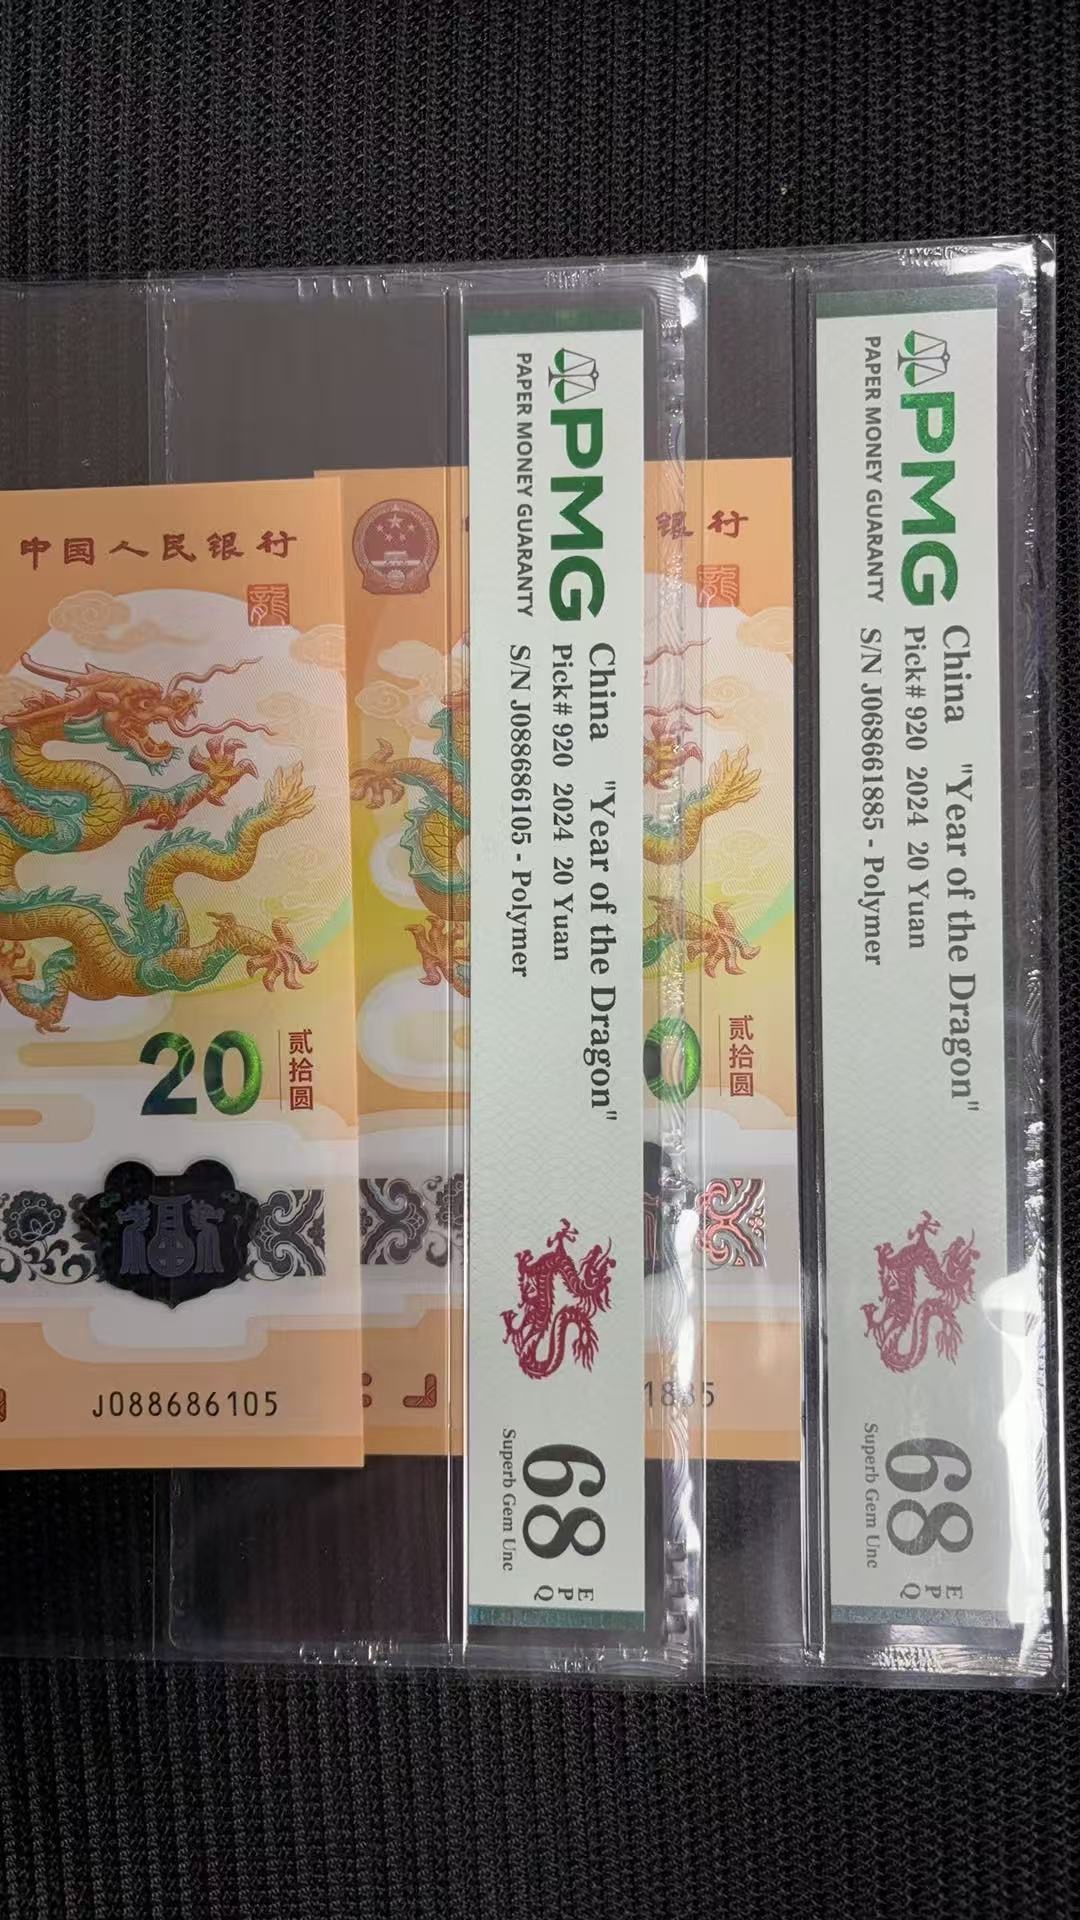 中国人民银行
龍
20
贰拾圆
J088686105
PMG
PAPER MONEY GUARANTY
China "Year of the Dragon"
Pick# 920 2024 20 Yuan
S/N J088686105 - Polymer
68
EPQ
Superb Gem Unc
银行
龍
0
贰拾圆
1885
PMG
PAPER MONEY GUARANTY
China "Year of the Dragon"
Pick# 920 2024 20 Yuan
S/N J068661885 - Polymer
68
EPQ
Superb Gem Unc